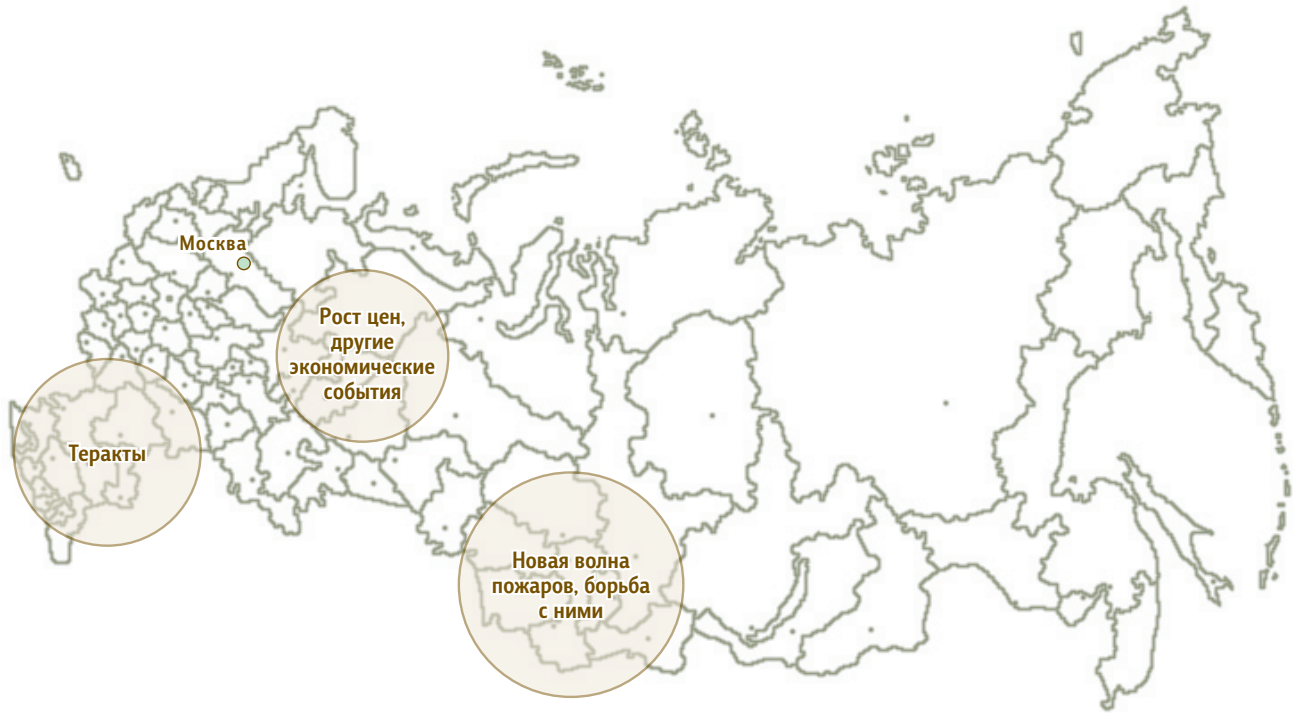 Москва
Рост цен,
другие
экономические
события
Теракты
Новая волна
пожаров, борьба
с ними